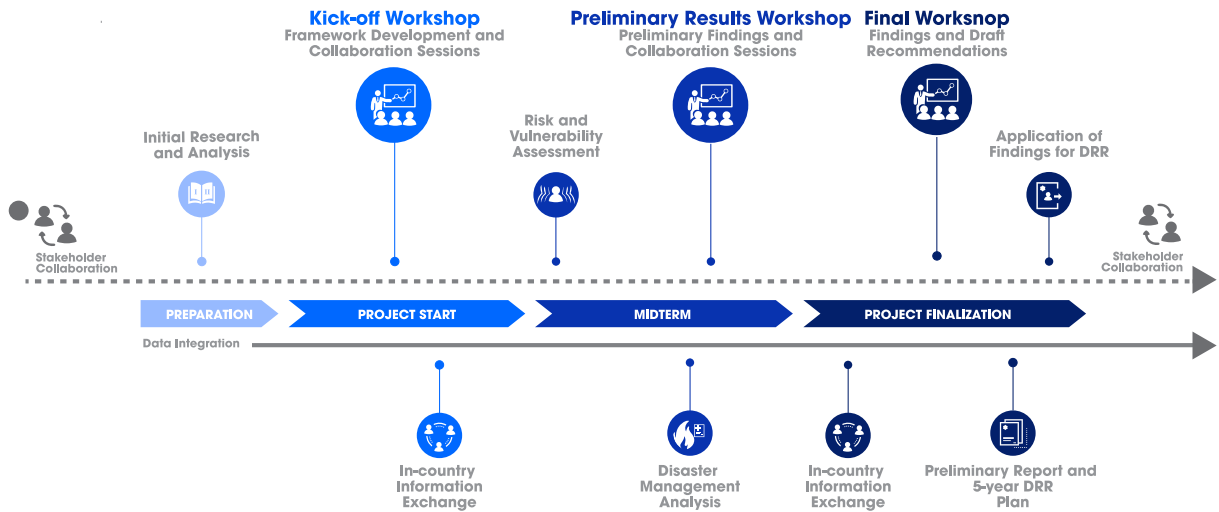 Kick-off Workshop
Framework Development and
Collaboration Sessions
Preliminary Results Workshop
Preliminary Findings and
Collaboration Sessions
Final Worksnop
Findings and Draft
Recommendations
Initial Research
and Analysis
Risk and
Vulnerability
Assessment
Application of
Findings for DRR
Stakeholder
Collaboration
Stakeholder
Collaboration
PREPARATION
PROJECT START
MIDTERM
PROJECT FINALIZATION
Data Integration
In-country
Information
Exchange
Disaster
Management
Analysis
In-country
Information
Exchange
Preliminary Report and
5-year DRR
Plan